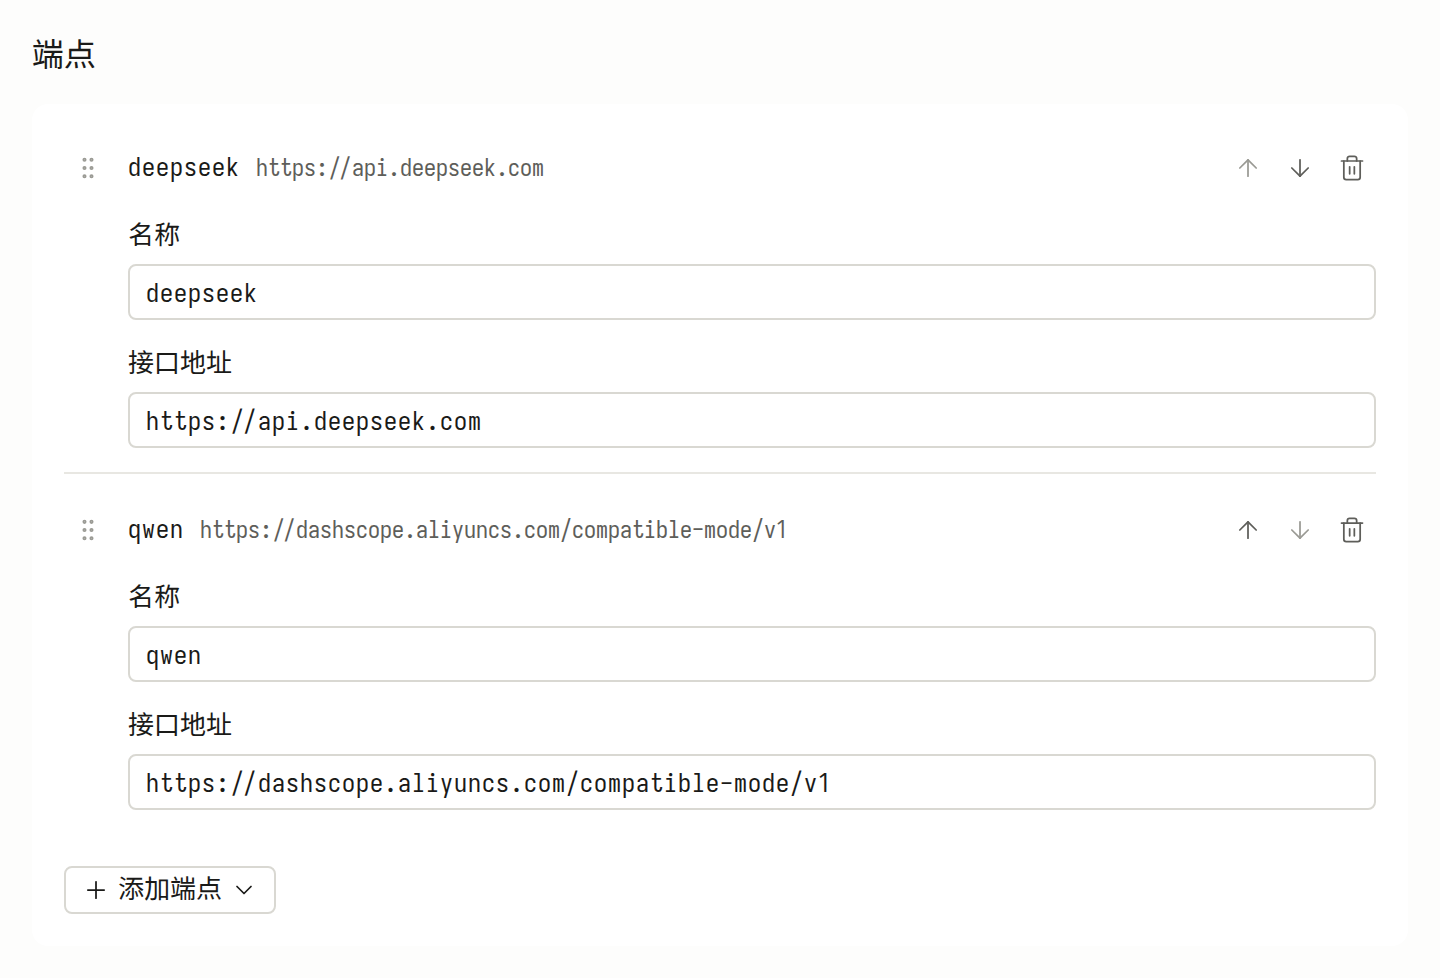 端点
deepseek https://api.deepseek.com
名称
deepseek
接口地址
https://api.deepseek.com
qwen https://dashscope.aliyuncs.com/compatible-mode/v1
名称
qwen
接口地址
https://dashscope.aliyuncs.com/compatible-mode/v1
添加端点